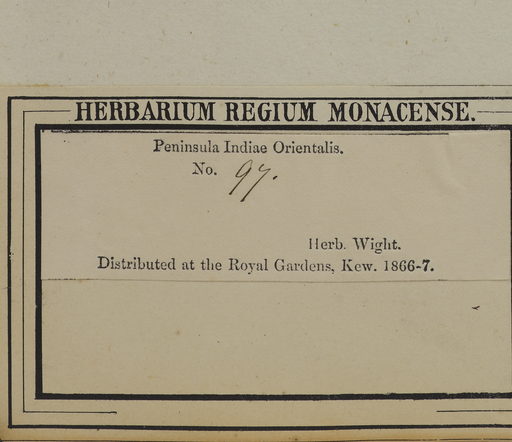 HERBARIUM REGIUM MONACENSE.
Peninsula Indiae Orientalis.
No. 97.
Herb. Wight.
Distributed at the Royal Gardens, Kew. 1866-7.